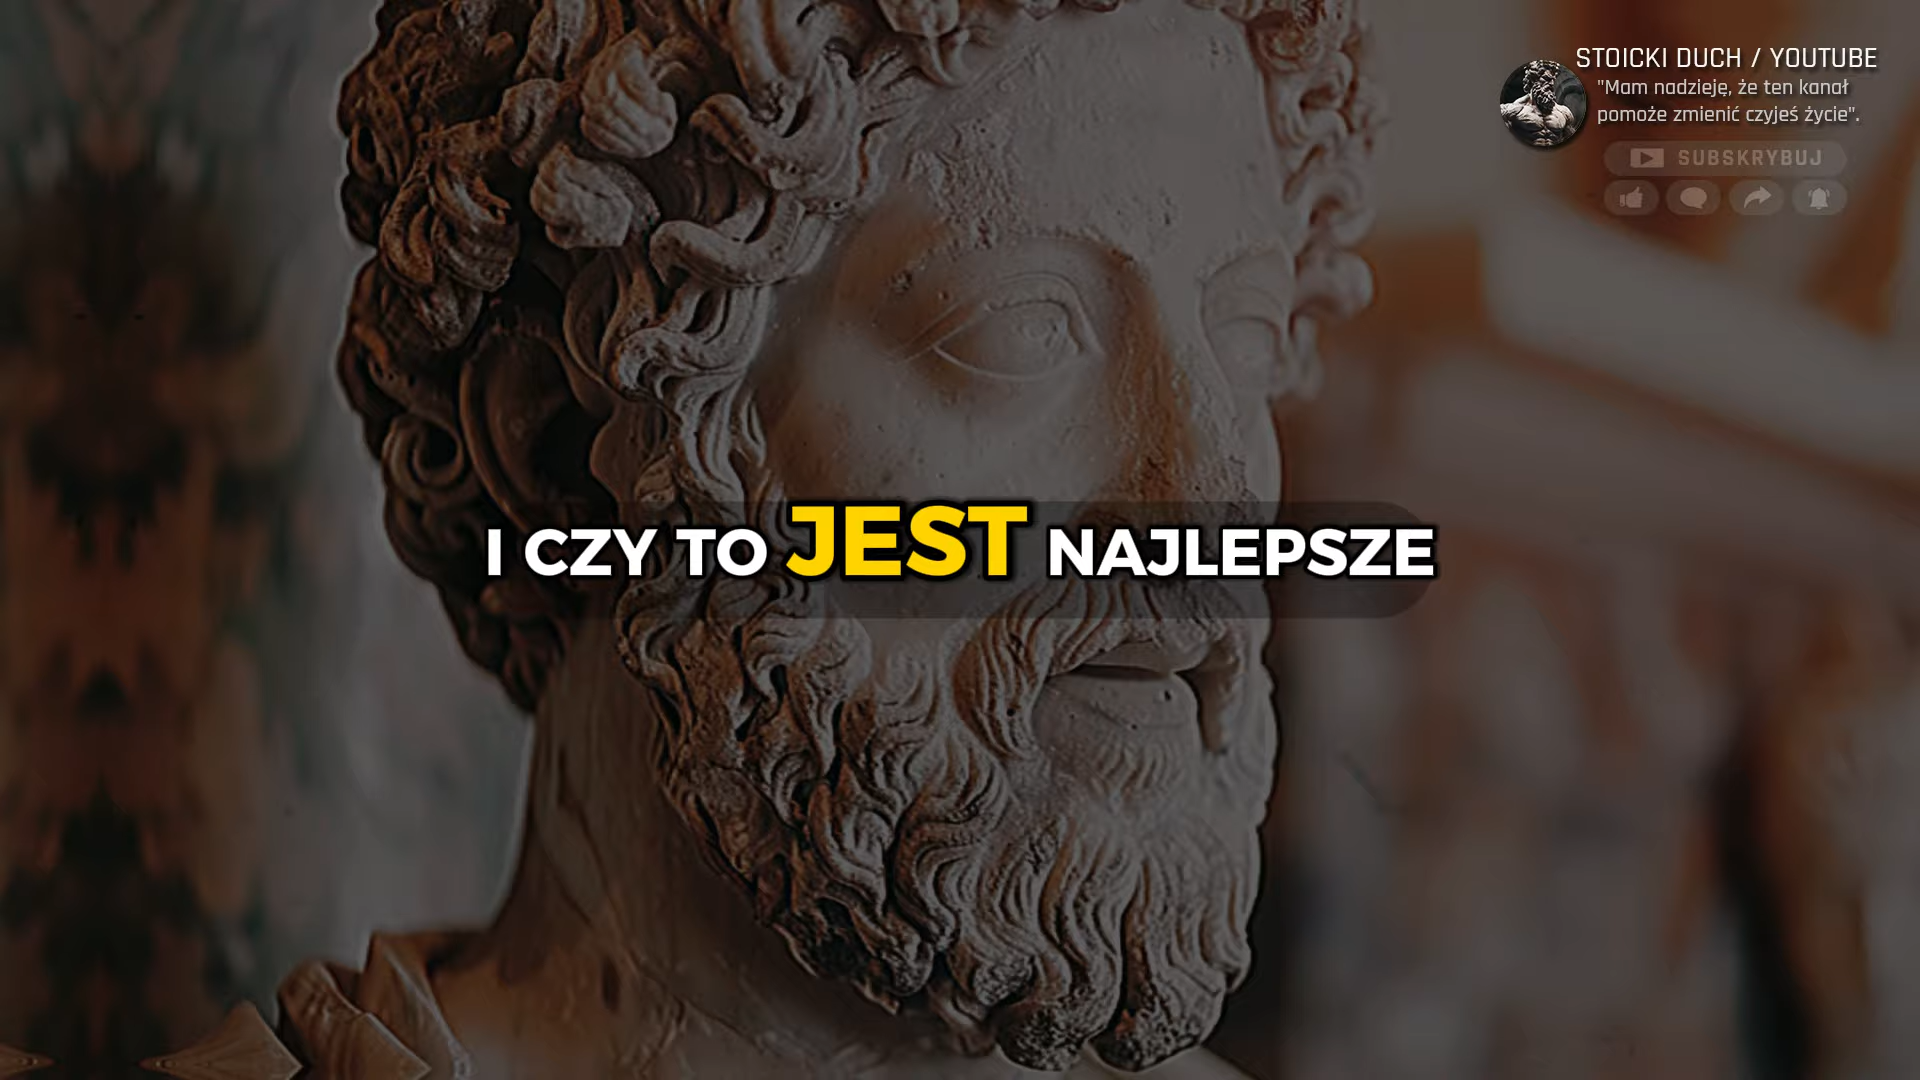 STOICKI DUCH / YOUTUBE
"Mam nadzieję, że ten kanał
pomoże zmienić czyjeś życie".
SUBSKRYBUJ
I CZY TO JEST NAJLEPSZE